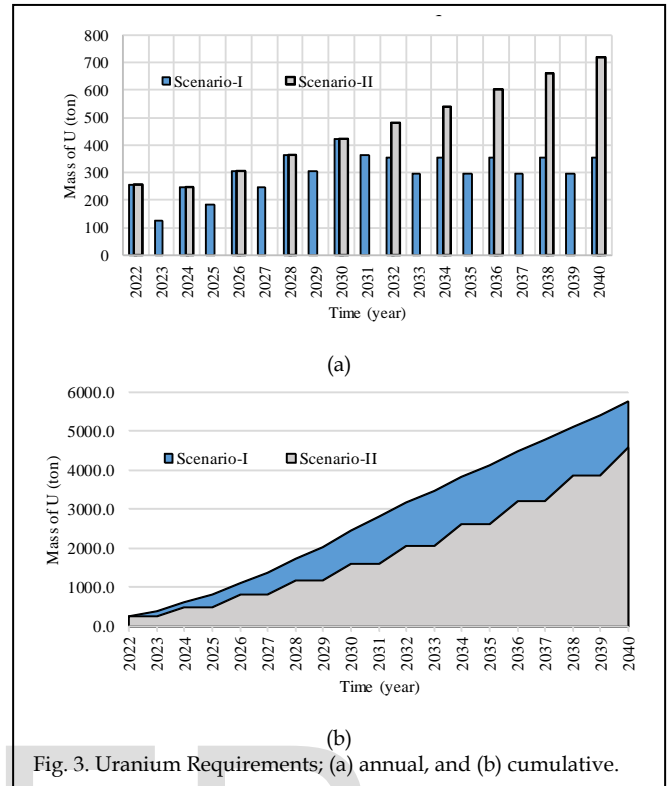 800
700
600
500
400
300
200
100
0
Mass of U (ton)
Scenario-I Scenario-II
2022 2023 2024 2025 2026 2027 2028 2029 2030 2031 2032 2033 2034 2035 2036 2037 2038 2039 2040
Time (year)
(a)
6000.0
5000.0
4000.0
3000.0
2000.0
1000.0
0.0
Mass of U (ton)
Scenario-I Scenario-II
2022 2023 2024 2025 2026 2027 2028 2029 2030 2031 2032 2033 2034 2035 2036 2037 2038 2039 2040
Time (year)
(b)
Fig. 3. Uranium Requirements; (a) annual, and (b) cumulative.